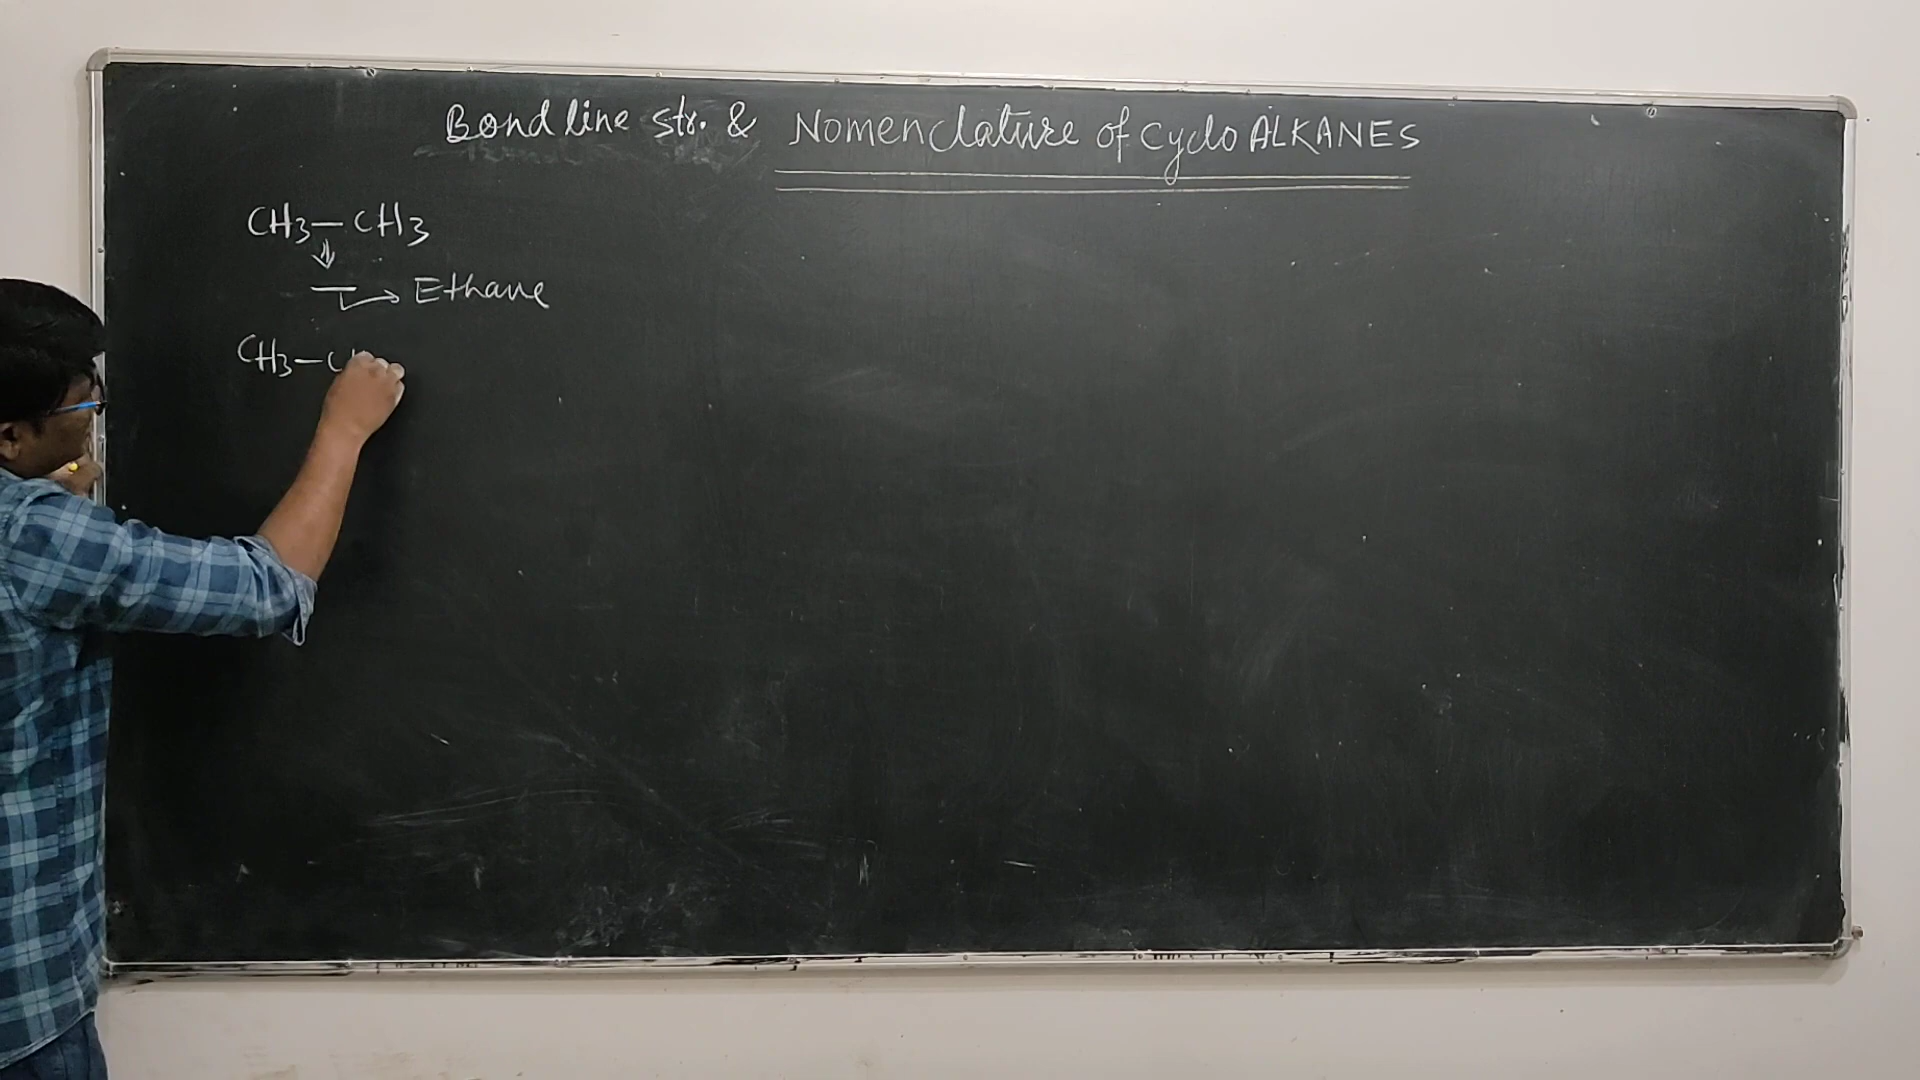 Bond line str. & Nomenclature of cyclo ALKANES
CH3—CH3
Ethane
CH3—C